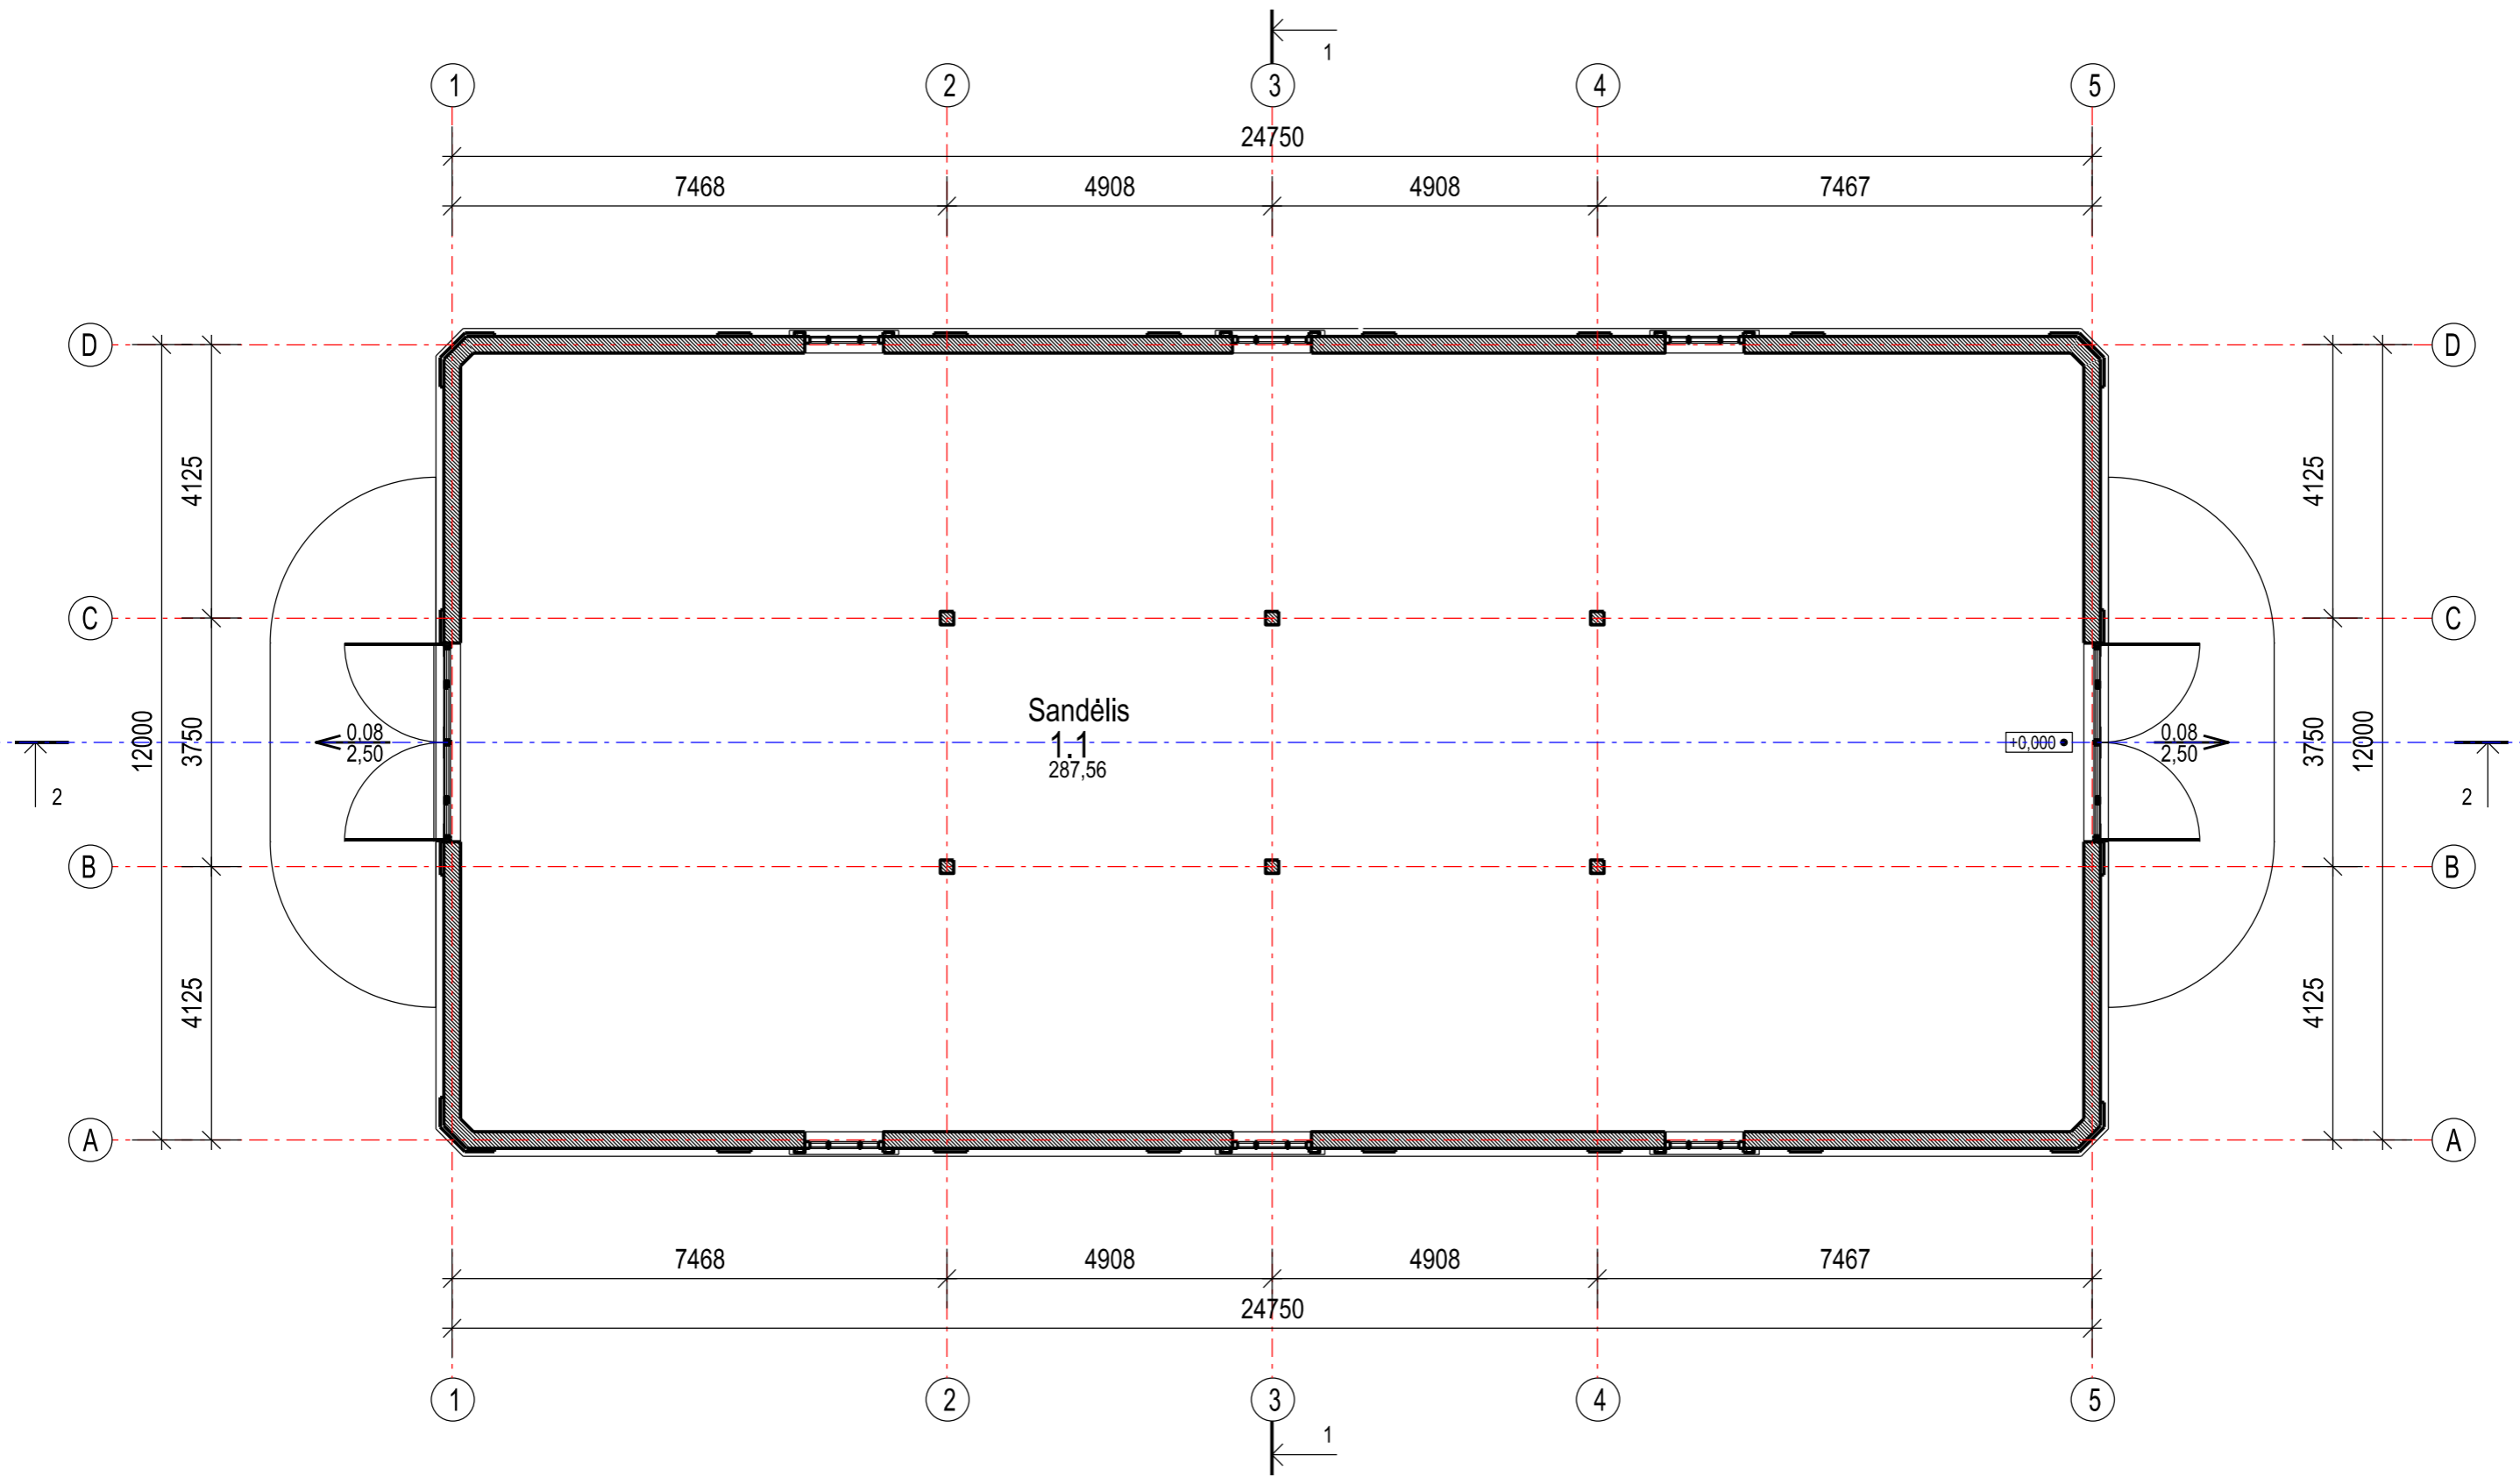 1
1 2 3 4 5
24750
7468 4908 4908 7467
D D
4125 4125
C C
Sandėlis
0,08 1.1 +0,000 0,08
2,50 287,56 2,50
12000 3750 3750 12000
2 2
B B
4125 4125
A A
7468 4908 4908 7467
24750
1 2 3 4 5
1